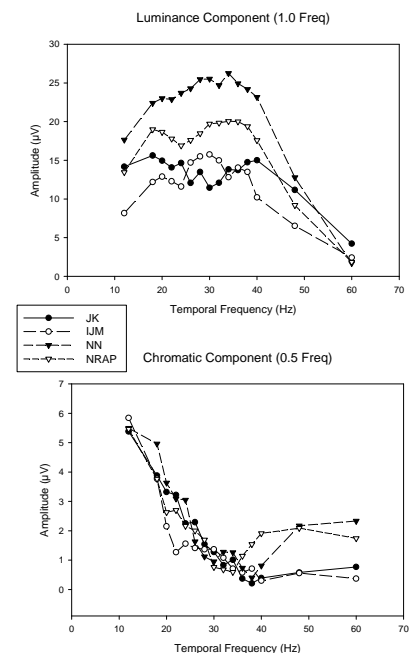 Luminance Component (1.0 Freq)
30
25
20
15
10
5
0
Amplitude (µV)
0 10 20 30 40 50 60 70
Temporal Frequency (Hz)
JK
IJM
NN
NRAP
Chromatic Component (0.5 Freq)
7
6
5
4
3
2
1
0
Amplitude (µV)
0 10 20 30 40 50 60 70
Temporal Frequency (Hz)